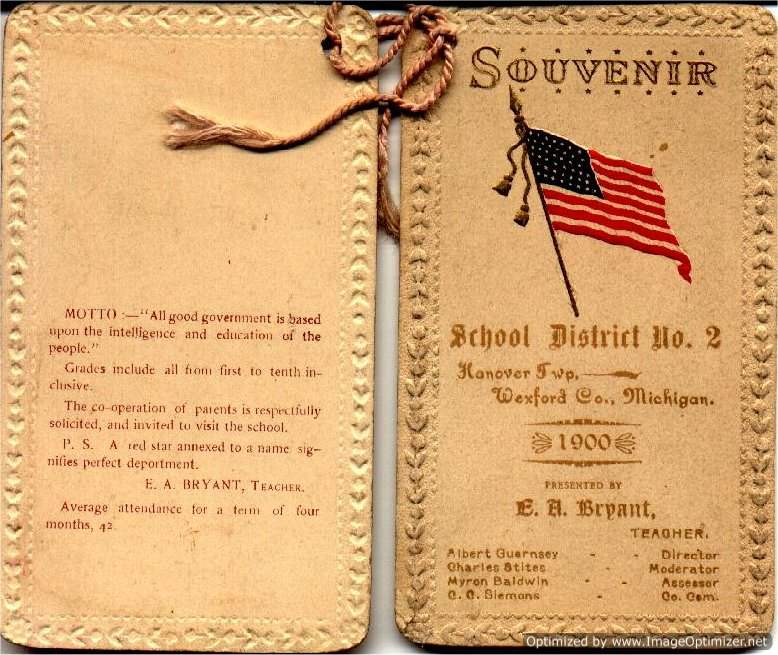 MOTTO :—"All good government is based
upon the intelligence and education of the
people."
Grades include all from first to tenth in-
clusive.
The co-operation of parents is respectfully
solicited, and invited to visit the school.
P. S. A red star annexed to a name sig-
nifies perfect deportment.
E. A. BRYANT, TEACHER.
Average attendance for a term of four
months, 42.
SOUVENIR
School District No. 2
Hanover Twp.
Wexford Co., Michigan.
1900
PRESENTED BY
E. A. Bryant,
TEACHER.
Albert Guernsey - - Director
Charles Stites - Moderator
Myron Baldwin - - Assessor
C. C. Slemons - Co. Com.
Optimized by www.ImageOptimizer.net